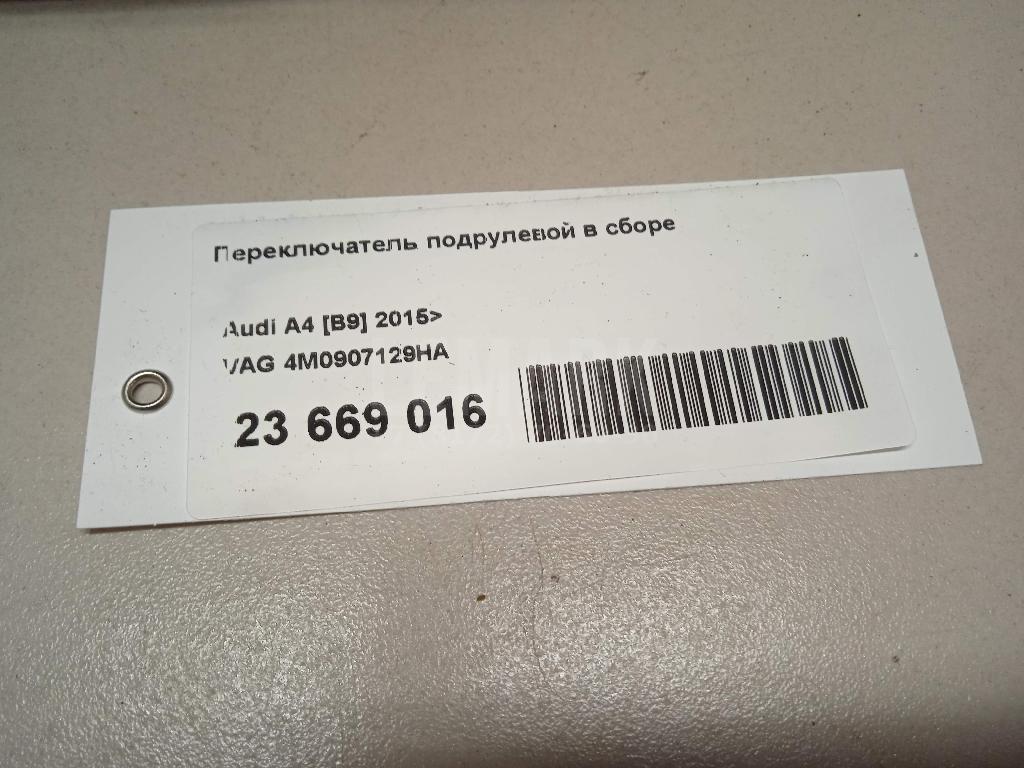 Переключатель подрулевой в сборе
Audi A4 [B9] 2015>
VAG 4M0907129HA
23 669 016